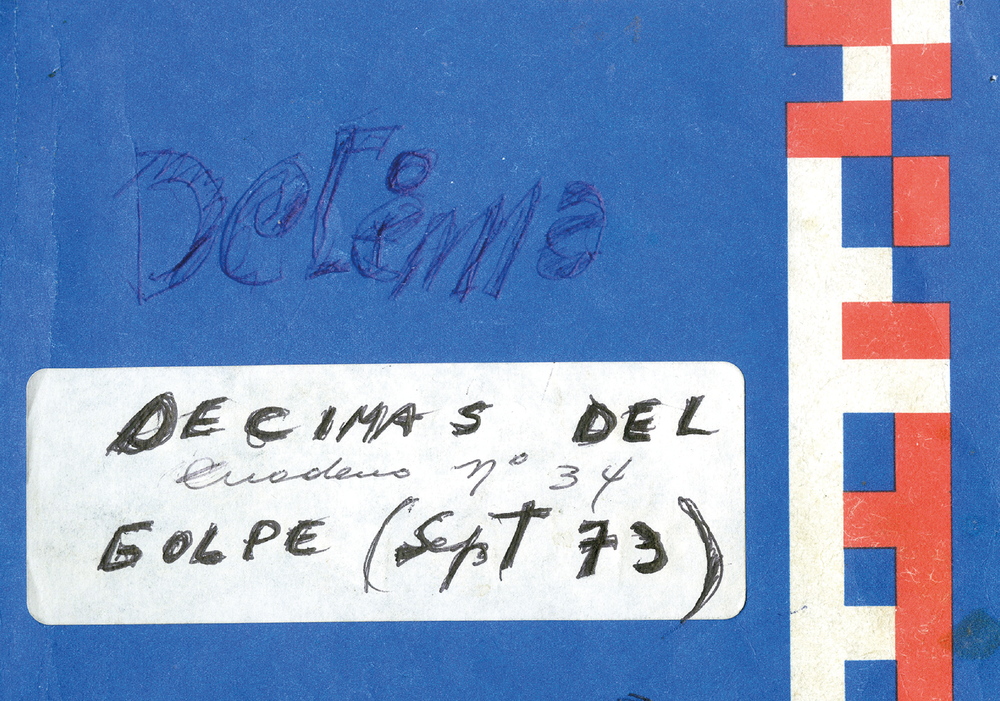 Decima
DECIMAS DEL
Cuaderno nº 34
GOLPE (Sept 73)